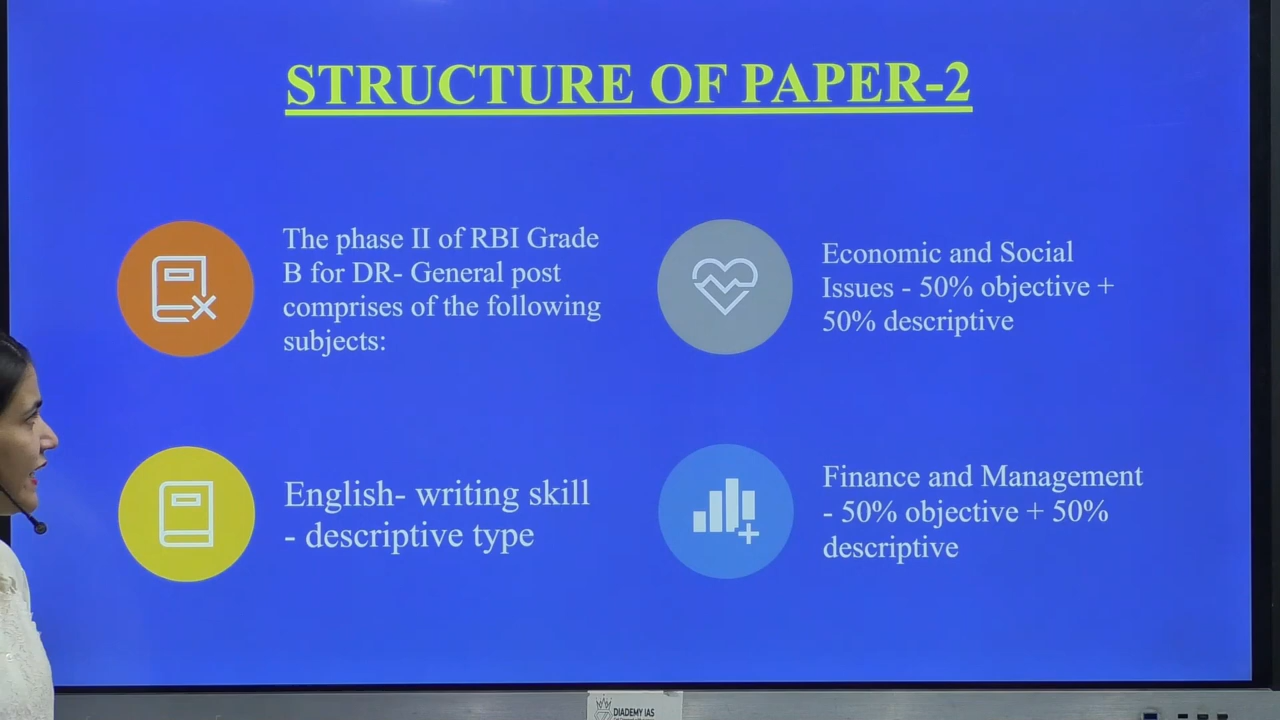 STRUCTURE OF PAPER-2
The phase II of RBI Grade
B for DR- General post
comprises of the following
subjects:
Economic and Social
Issues - 50% objective +
50% descriptive
English- writing skill
- descriptive type
Finance and Management
- 50% objective + 50%
descriptive
DIADEMY IAS